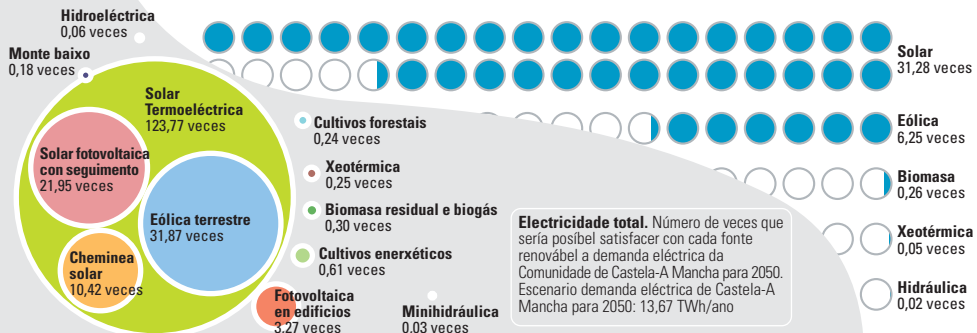 Hidroeléctrica
0,06 veces
Monte baixo
0,18 veces
Solar
Termoeléctrica
123,77 veces
Solar fotovoltaica
con seguimento
21,95 veces
Eólica terrestre
31,87 veces
Cheminea
solar
10,42 veces
Cultivos forestais
0,24 veces
Xeotérmica
0,25 veces
Biomasa residual e biogás
0,30 veces
Cultivos enerxéticos
0,61 veces
Fotovoltaica
en edificios
3,27 veces
Minihidráulica
0,03 veces
Electricidade total. Número de veces que
sería posíbel satisfacer con cada fonte
renovábel a demanda eléctrica da
Comunidade de Castela-A Mancha para 2050.
Escenario demanda eléctrica de Castela-A
Mancha para 2050: 13,67 TWh/ano
Solar
31,28 veces
Eólica
6,25 veces
Biomasa
0,26 veces
Xeotérmica
0,05 veces
Hidráulica
0,02 veces